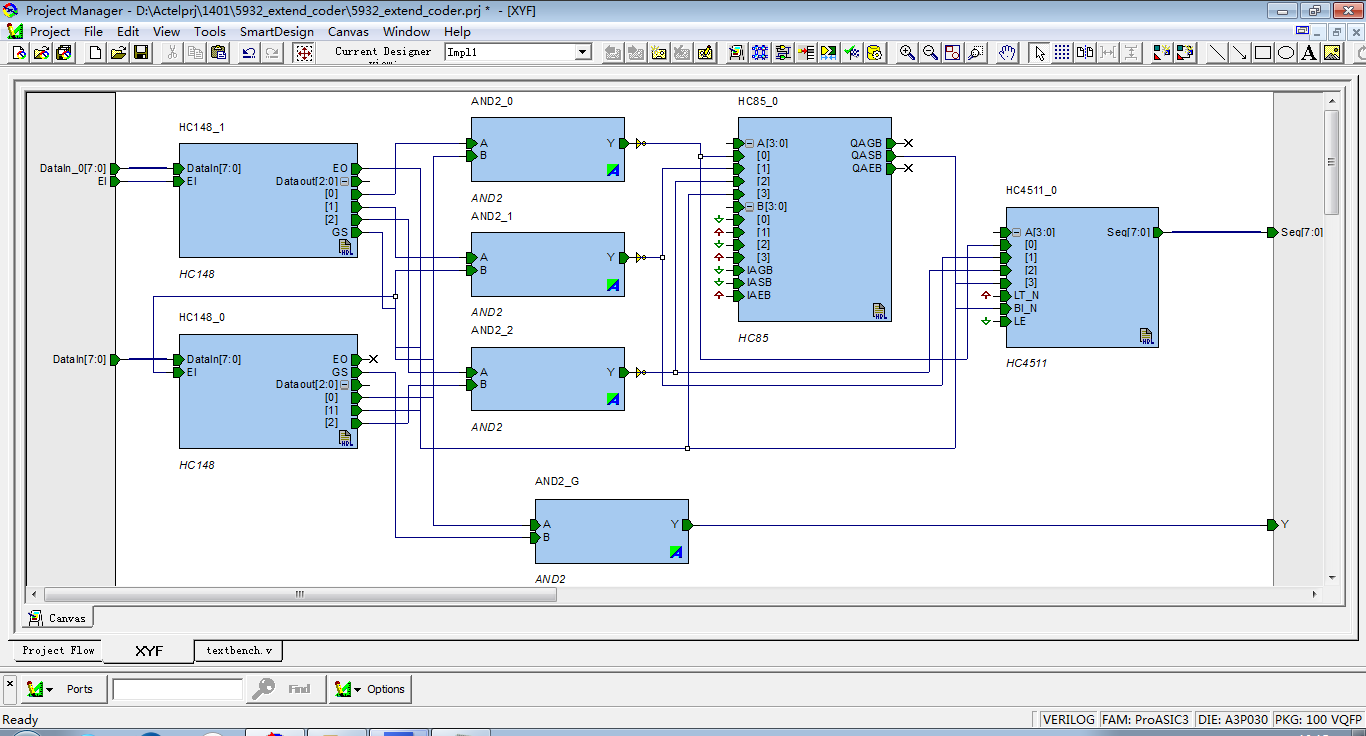 Project Manager - D:\Actelprj\1401\5932_extend_coder\5932_extend_coder.prj * - [XYF]
Project File Edit View Tools SmartDesign Canvas Window Help
Current Designer
Impl1
HC148_1
DataIn_0[7:0]
EI
DataIn[7:0]
EI
EO
Dataout[2:0]
[0]
[1]
[2]
GS
HDL
HC148
HC148_0
DataIn[7:0]
DataIn[7:0]
EI
EO
GS
Dataout[2:0]
[0]
[1]
[2]
HDL
HC148
AND2_0
A
B
Y
A
AND2
AND2_1
A
B
Y
A
AND2
AND2_2
A
B
Y
A
AND2
AND2_G
A
B
Y
A
AND2
HC85_0
A[3:0]
[0]
[1]
[2]
[3]
B[3:0]
[0]
[1]
[2]
[3]
IAGB
IASB
IAEB
QAGB
QASB
QAEB
HDL
HC85
HC4511_0
A[3:0]
[0]
[1]
[2]
[3]
LT_N
BI_N
LE
Seg[7:0]
HDL
HC4511
Seg[7:0]
Y
Canvas
Project Flow XYF textbench.v
Ports Find Options
Ready VERILOG FAM: ProASIC3 DIE: A3P030 PKG: 100 VQFP